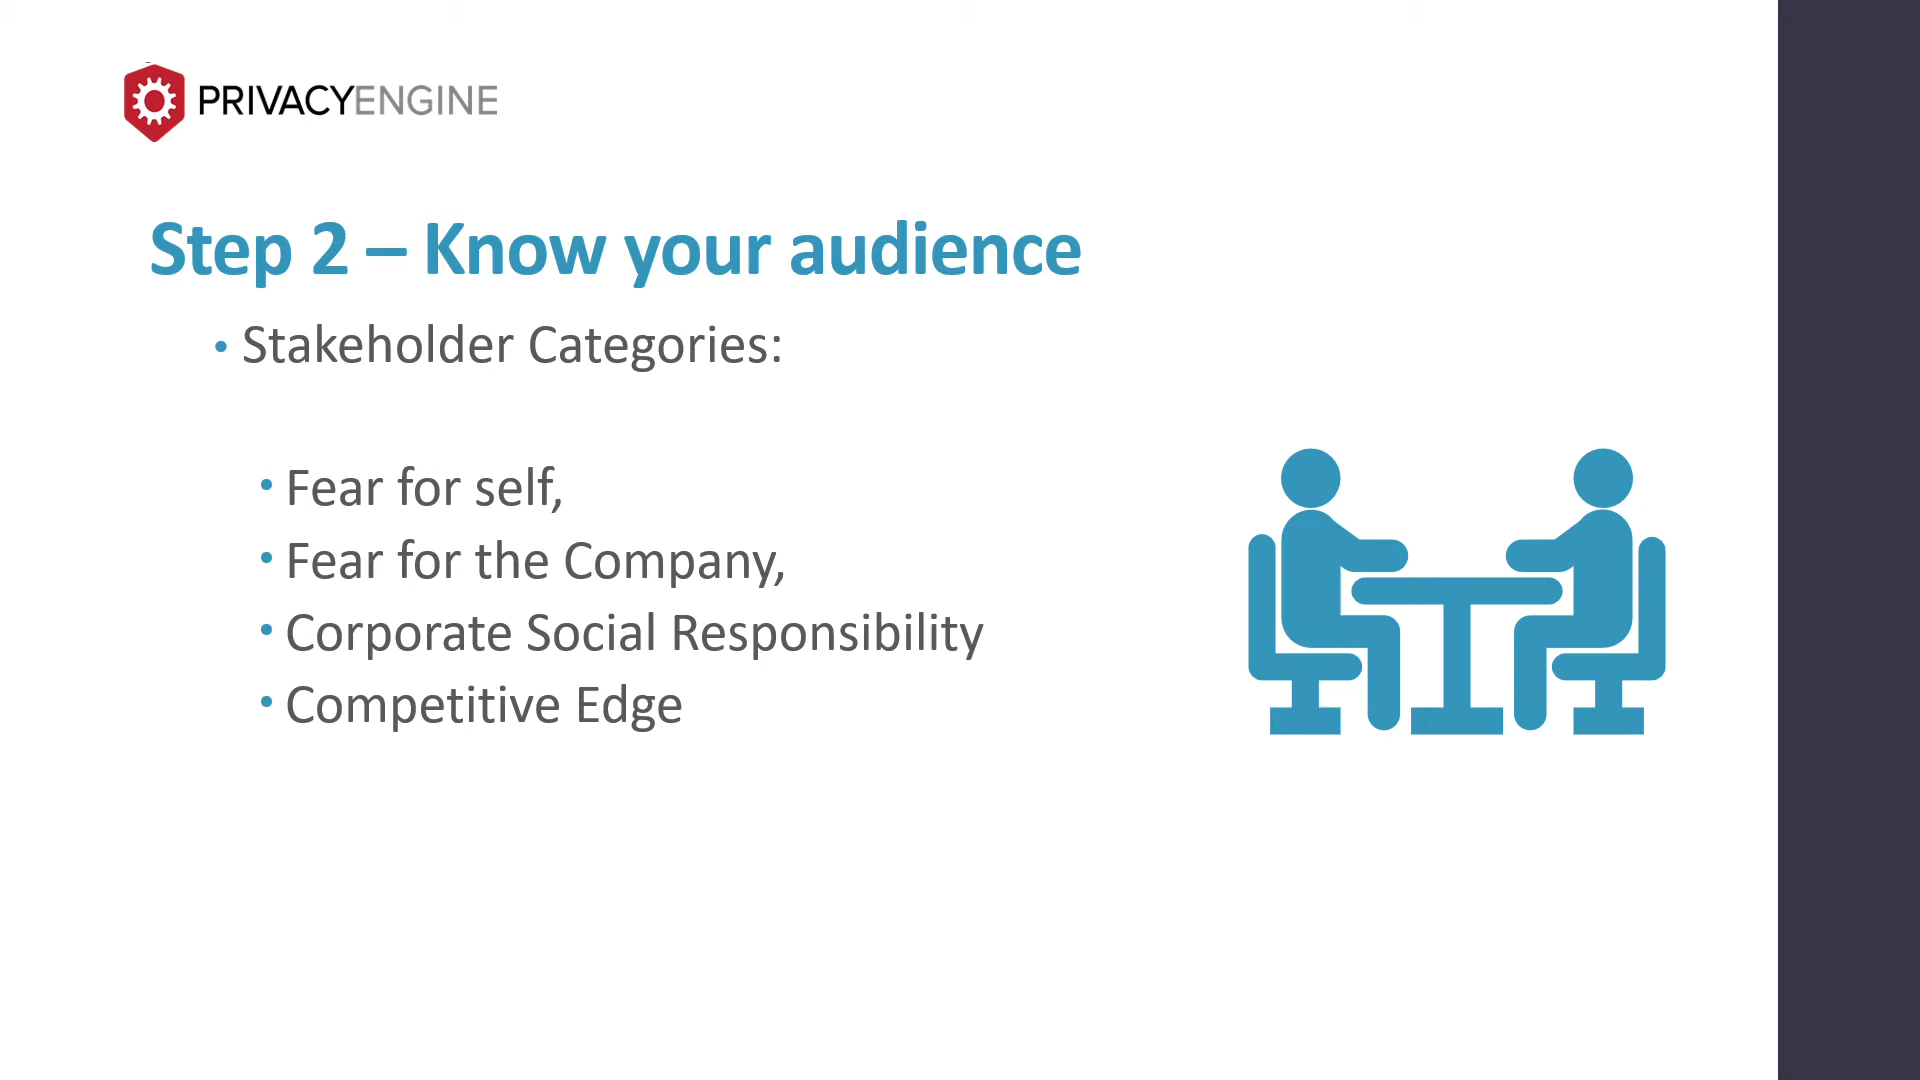 PRIVACYENGINE
Step 2 – Know your audience
• Stakeholder Categories:
• Fear for self,
• Fear for the Company,
• Corporate Social Responsibility
• Competitive Edge